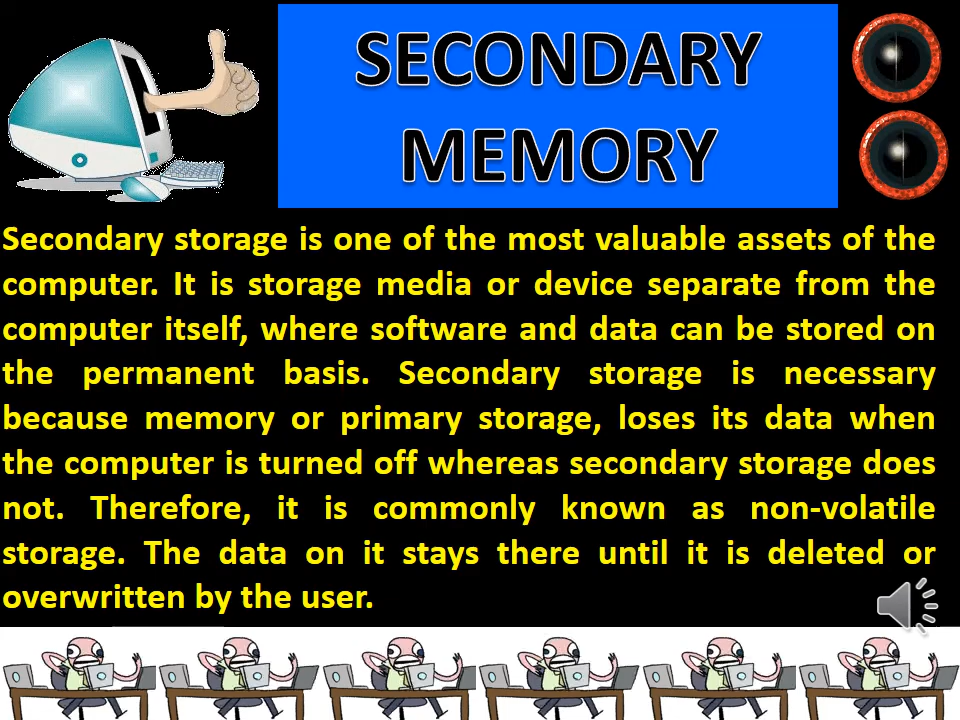 SECONDARY
MEMORY
Secondary storage is one of the most valuable assets of the
computer. It is storage media or device separate from the
computer itself, where software and data can be stored on
the permanent basis. Secondary storage is necessary
because memory or primary storage, loses its data when
the computer is turned off whereas secondary storage does
not. Therefore, it is commonly known as non-volatile
storage. The data on it stays there until it is deleted or
overwritten by the user.